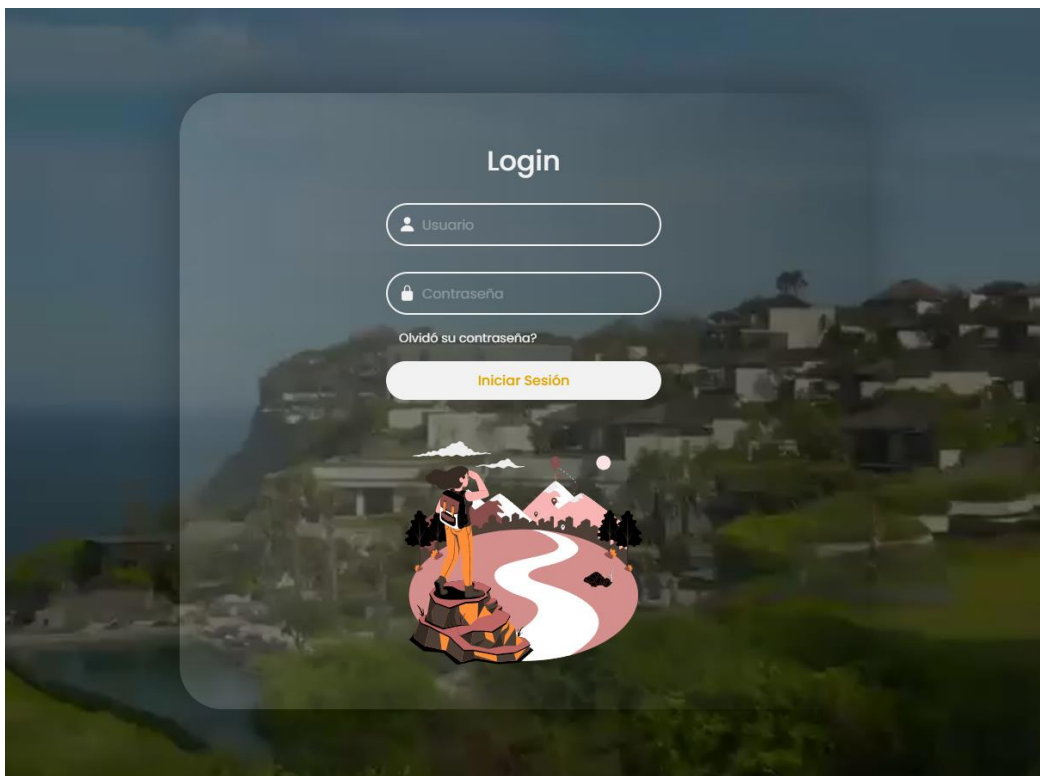 Login
Usuario
Contraseña
Olvidó su contraseña?
Iniciar Sesión